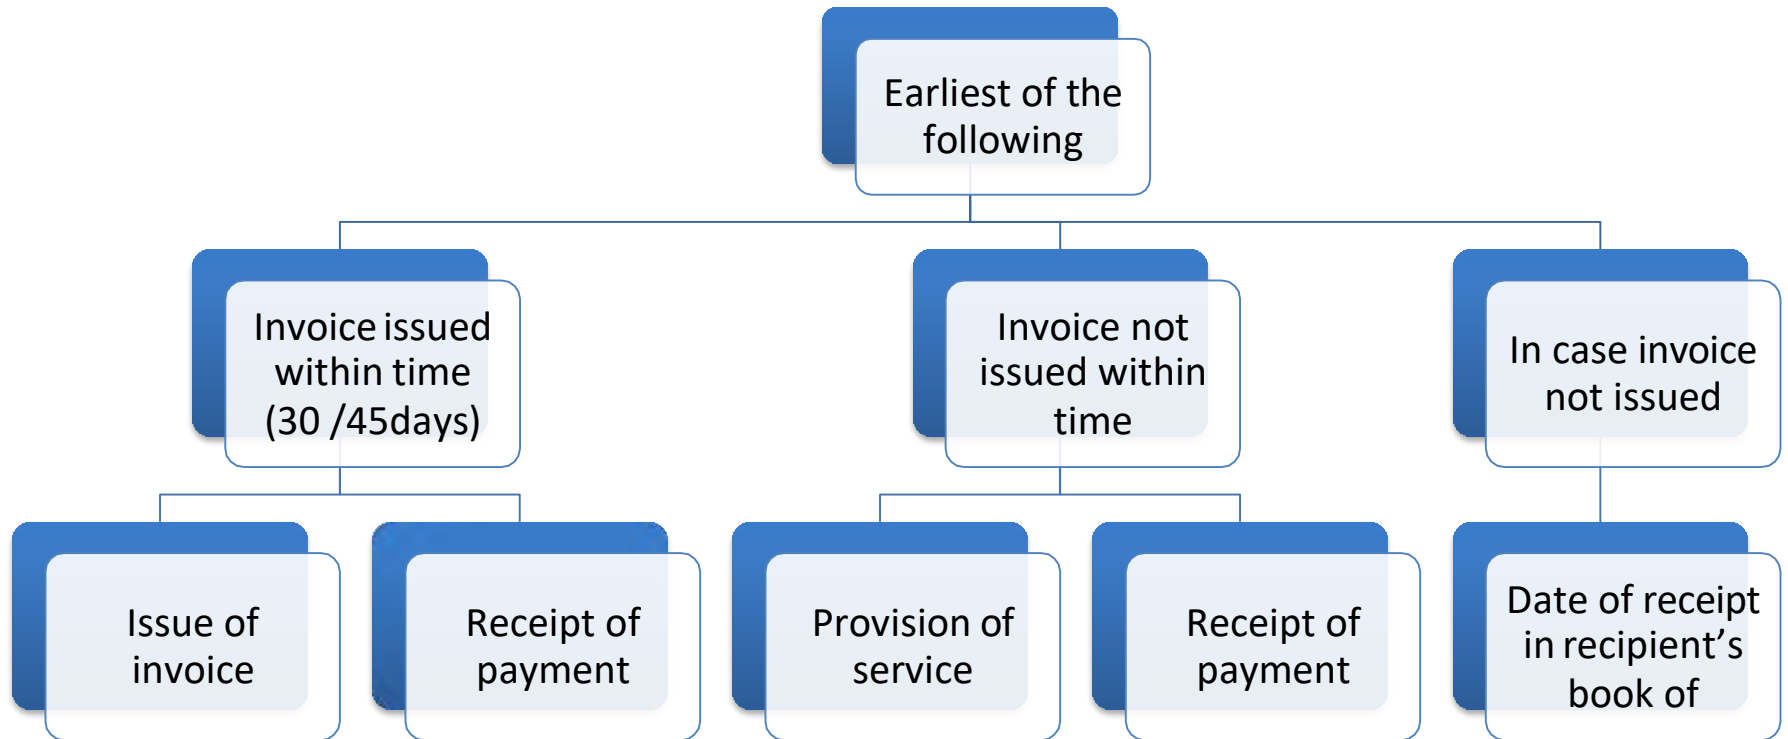 Earliest of the
following
Invoice issued
within time
(30 /45days)
Invoice not
issued within
time
In case invoice
not issued
Issue of
invoice
Receipt of
payment
Provision of
service
Receipt of
payment
Date of receipt
in recipient’s
book of